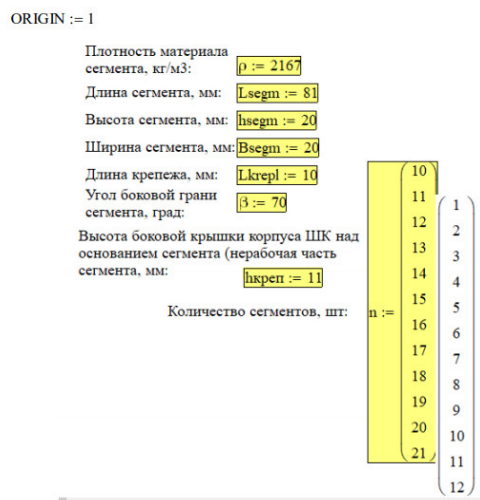 ORIGIN := 1
Плотность материала
сегмента, кг/м3: ρ := 2167
Длина сегмента, мм: Lsegm := 81
Высота сегмента, мм: hsegm := 20
Ширина сегмента, мм: Bsegm := 20
Длина крепежа, мм: Lkrepl := 10
Угол боковой грани
сегмента, град: β := 70
Высота боковой крышки корпуса ШК над
основанием сегмента (нерабочая часть
сегмента, мм: hкреп := 11
Количество сегментов, шт: n :=
10
11
12
13
14
15
16
17
18
19
20
21
1
2
3
4
5
6
7
8
9
10
11
12